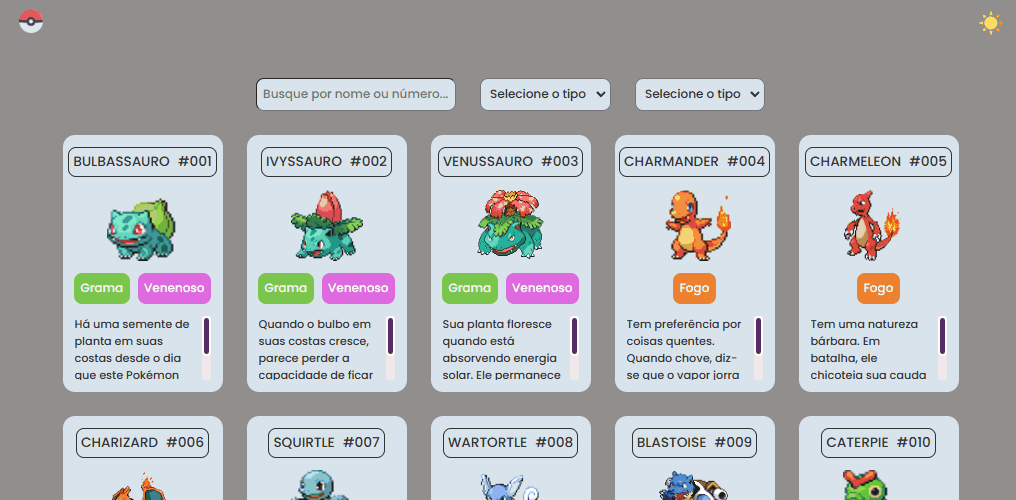 Busque por nome ou número...
Selecione o tipo
Selecione o tipo
BULBASSAURO #001
Grama
Venenoso
Há uma semente de
planta em suas
costas desde o dia
que este Pokémon
IVYSSAURO #002
Grama
Venenoso
Quando o bulbo em
suas costas cresce,
parece perder a
capacidade de ficar
VENUSSAURO #003
Grama
Venenoso
Sua planta floresce
quando está
absorvendo energia
solar. Ele permanece
CHARMANDER #004
Fogo
Tem preferência por
coisas quentes.
Quando chove, diz-
se que o vapor jorra
CHARMELEON #005
Fogo
Tem uma natureza
bárbara. Em
batalha, ele
chicoteia sua cauda
CHARIZARD #006
SQUIRTLE #007
WARTORTLE #008
BLASTOISE #009
CATERPIE #010